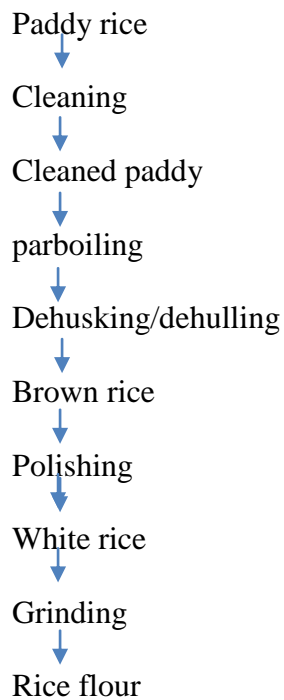 Paddy rice
Cleaning
Cleaned paddy
parboiling
Dehusking/dehulling
Brown rice
Polishing
White rice
Grinding
Rice flour